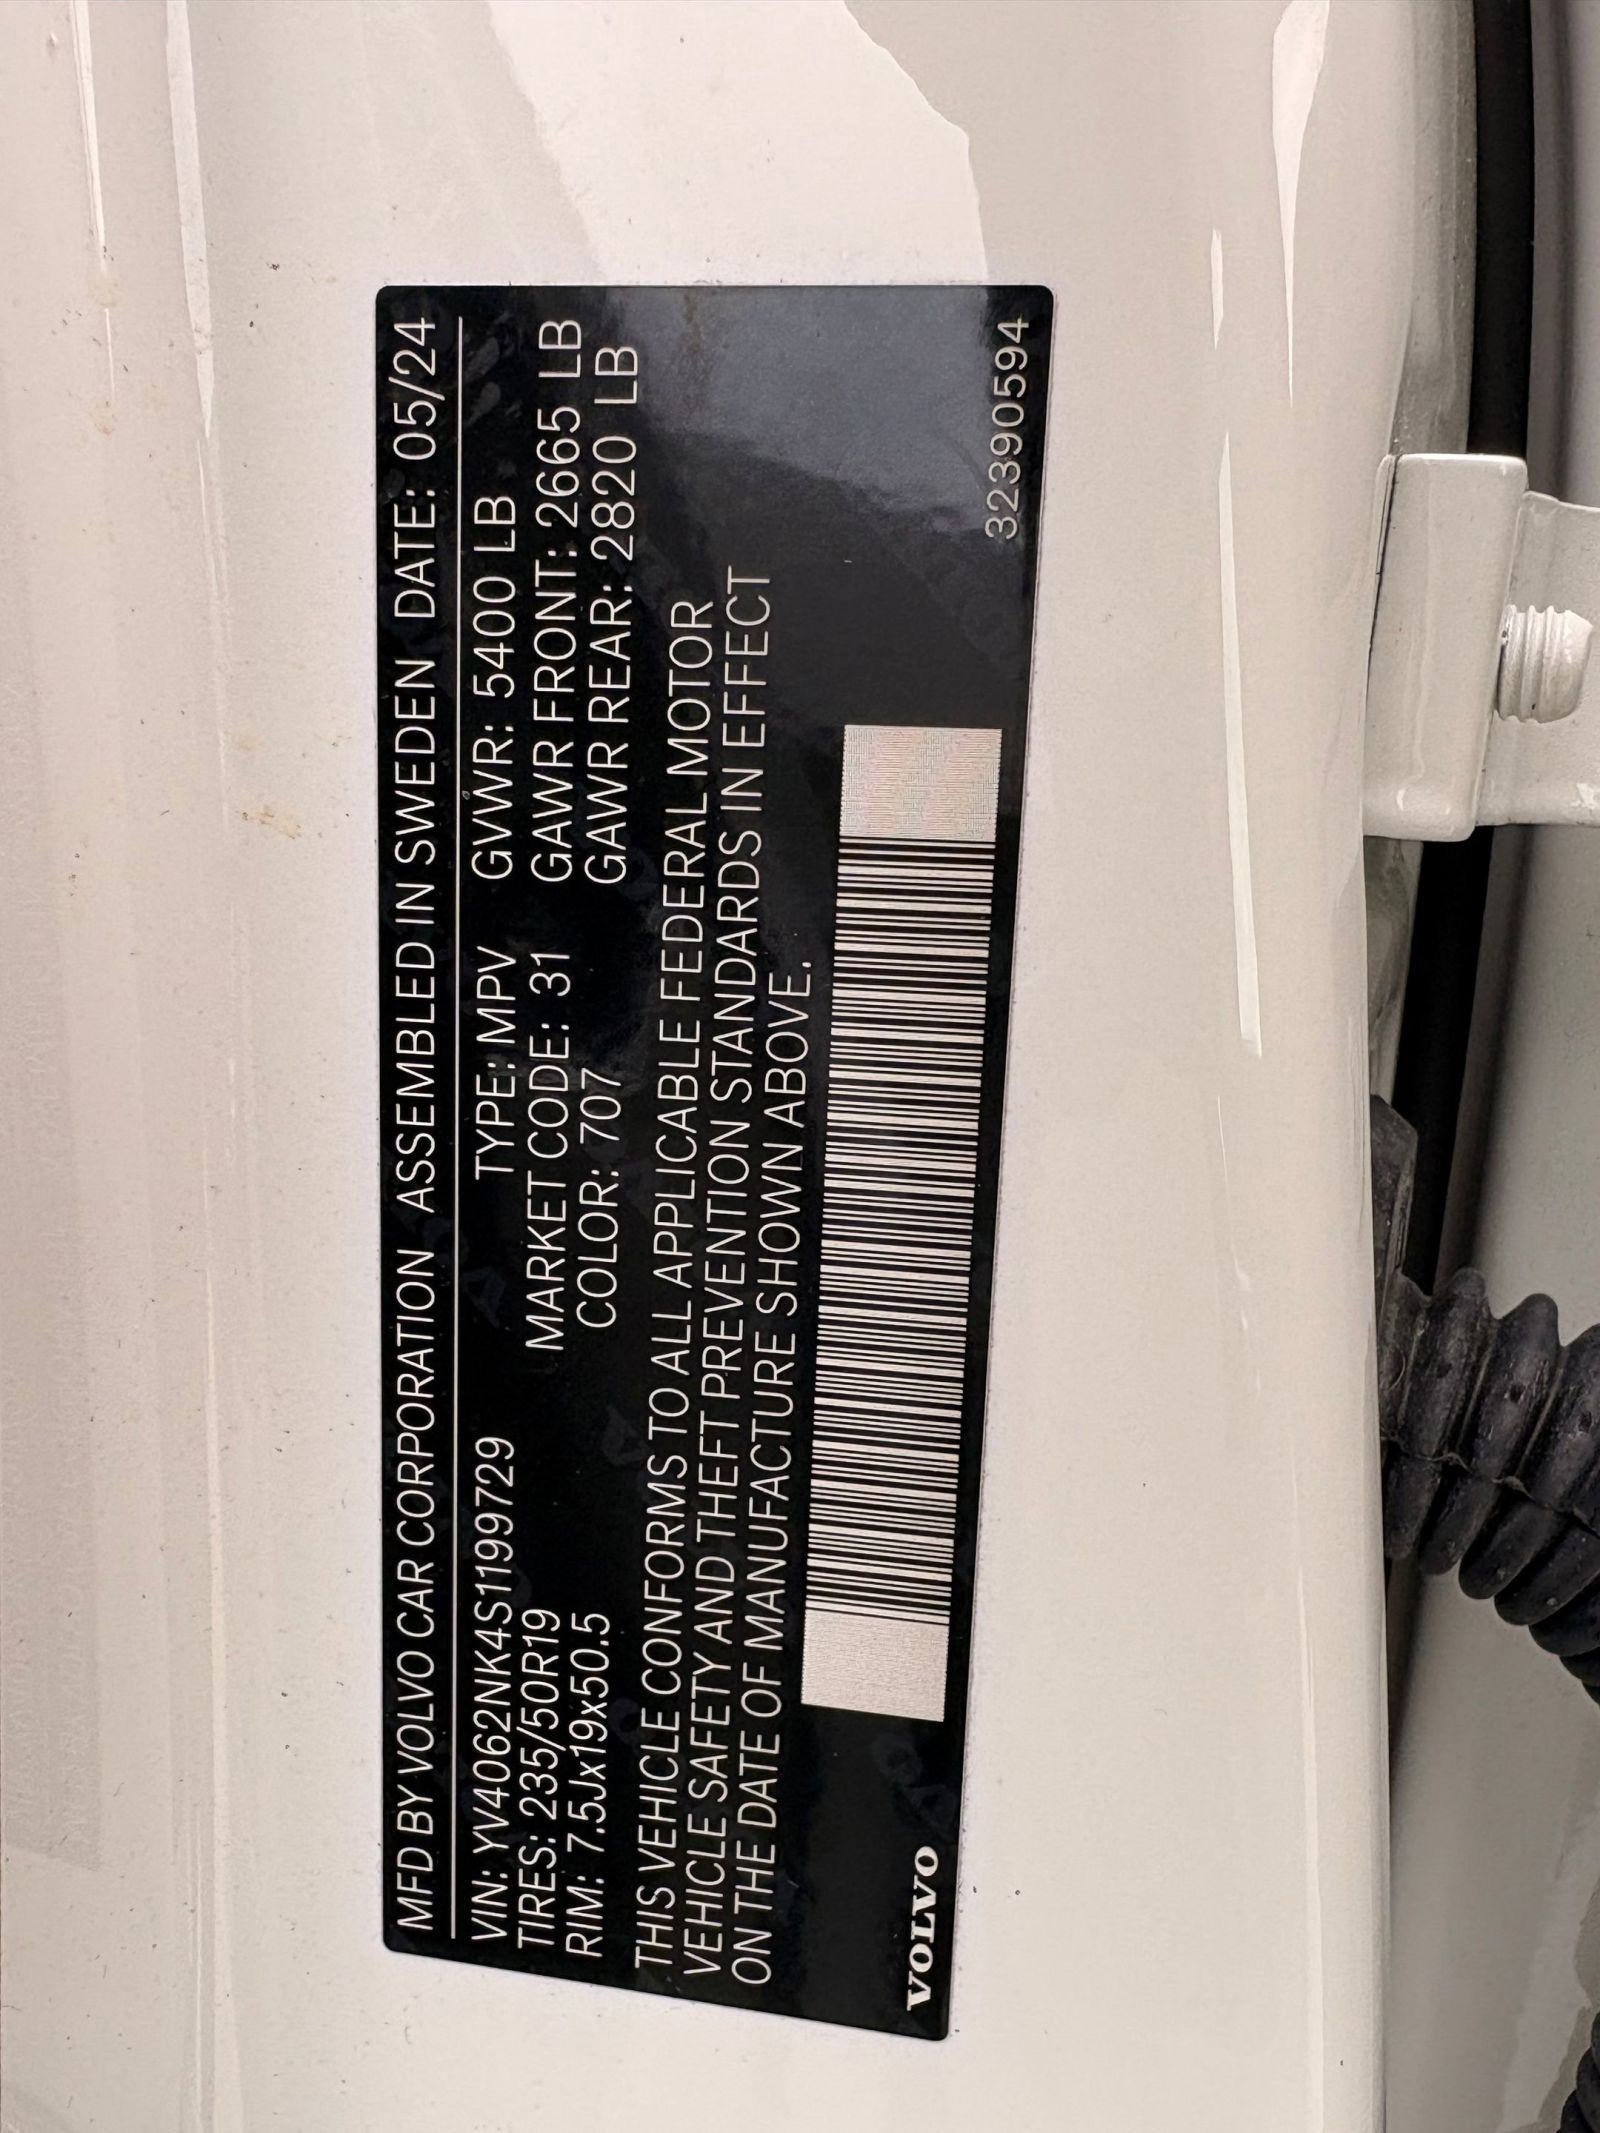 MFD BY VOLVO CAR CORPORATION ASSEMBLED IN SWEDEN DATE: 05/24
VIN: YV4062NK4S1199729 TYPE: MPV GVWR: 5400 LB
TIRES: 235/50R19 MARKET CODE: 31 GAWR FRONT: 2665 LB
RIM: 7.5Jx19x50.5 COLOR: 707 GAWR REAR: 2820 LB
THIS VEHICLE CONFORMS TO ALL APPLICABLE FEDERAL MOTOR
VEHICLE SAFETY AND THEFT PREVENTION STANDARDS IN EFFECT
ON THE DATE OF MANUFACTURE SHOWN ABOVE.
VOLVO 32390594